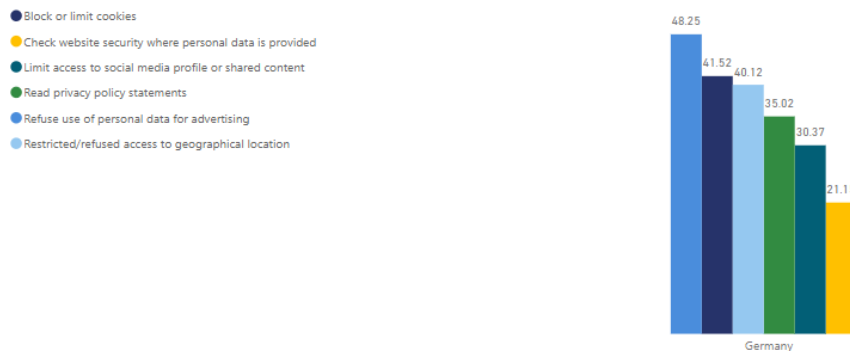 Block or limit cookies
Check website security where personal data is provided
Limit access to social media profile or shared content
Read privacy policy statements
Refuse use of personal data for advertising
Restricted/refused access to geographical location
48.25
41.52
40.12
35.02
30.37
21.1
Germany